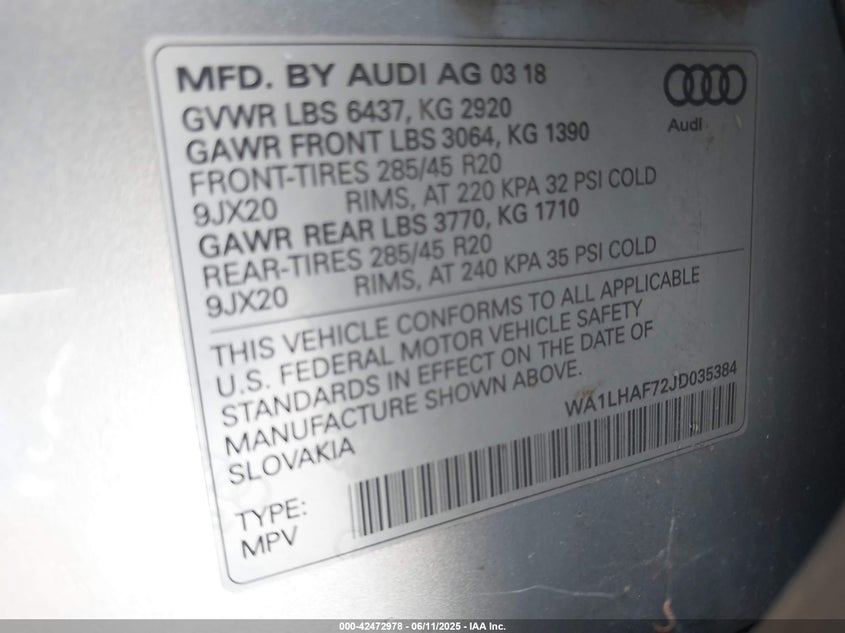 MFD. BY AUDI AG 03 18
Audi
GVWR LBS 6437, KG 2920
GAWR FRONT LBS 3064, KG 1390
FRONT-TIRES 285/45 R20
9JX20 RIMS, AT 220 KPA 32 PSI COLD
GAWR REAR LBS 3770, KG 1710
REAR-TIRES 285/45 R20
9JX20 RIMS, AT 240 KPA 35 PSI COLD
THIS VEHICLE CONFORMS TO ALL APPLICABLE
U.S. FEDERAL MOTOR VEHICLE SAFETY
STANDARDS IN EFFECT ON THE DATE OF
MANUFACTURE SHOWN ABOVE.
SLOVAKIA
WA1LHAF72JD035384
TYPE:
MPV
000-42472978 - 06/11/2025 - IAA Inc.